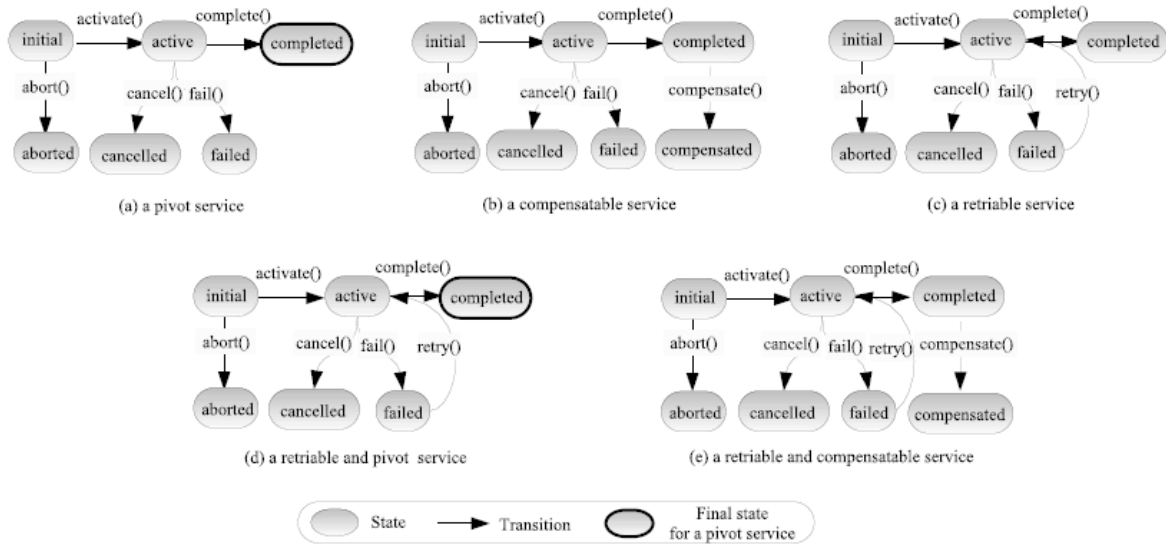 activate()
complete()
initial
active
completed
abort()
cancel()
fail()
aborted
cancelled
failed
(a) a pivot service
activate()
complete()
initial
active
completed
abort()
cancel()
fail()
compensate()
aborted
cancelled
failed
compensated
(b) a compensatable service
activate()
complete()
initial
active
completed
abort()
cancel()
fail()
retry()
aborted
cancelled
failed
(c) a retriable service
activate()
complete()
initial
active
completed
abort()
cancel()
fail()
retry()
aborted
cancelled
failed
(d) a retriable and pivot service
activate()
complete()
initial
active
completed
abort()
cancel()
fail()
retry()
compensate()
aborted
cancelled
failed
compensated
(e) a retriable and compensatable service
State
Transition
Final state
for a pivot service